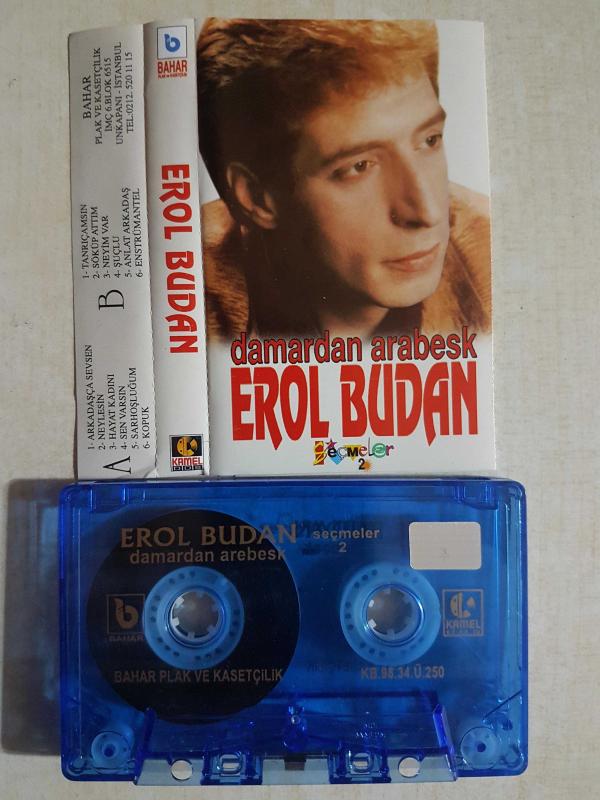 BAHAR
PLAK VE KASETÇİLİK
İMÇ 6.BLOK 6515
UNKAPANI - İSTANBUL
TEL:0212. 520 11 15
B
1- TANRIÇAMSIN
2- SÖKÜP ATTIM
3- NEYİM VAR
4- SUÇLU
5- ANLAT ARKADAŞ
6- ENSTRÜMANTEL
A
1- ARKADAŞÇA SEVSEN
2- NEYLESİN
3- HAYAT KADINI
4- SEN VARSIN
5- SARHOŞLUĞUM
6- KOPUK
b
BAHAR
PLAK VE KASETÇİLİK
EROL BUDAN
KAMEL
damardan arabesk
EROL BUDAN
Seçmeler
2
EROL BUDAN
seçmeler
damardan arebesk
2
b
BAHAR
KAMEL
BAHAR PLAK VE KASETÇİLİK
KB.98.34.Ü.250